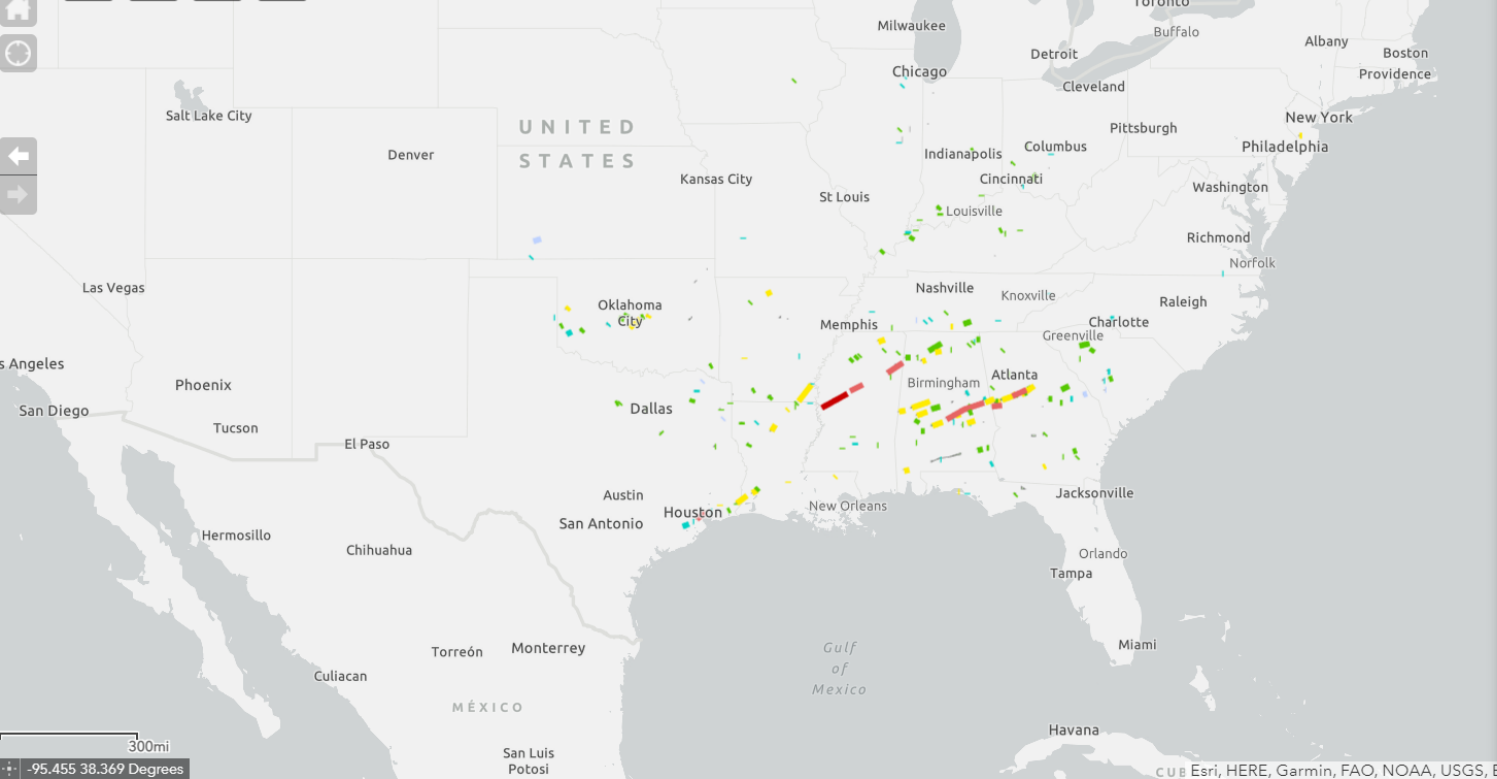 Toronto
Milwaukee
Buffalo
Albany
Detroit
Boston
Chicago
Providence
Cleveland
Salt Lake City
New York
UNITED
STATES
Pittsburgh
Denver
Indianapolis
Columbus
Philadelphia
Kansas City
Cincinnati
Washington
St Louis
Louisville
Richmond
Norfolk
Las Vegas
Nashville
Knoxville
Raleigh
Oklahoma
City
Memphis
Charlotte
Greenville
s Angeles
Phoenix
Birmingham
Atlanta
San Diego
Dallas
Tucson
El Paso
Austin
Jacksonville
Houston
New Orleans
San Antonio
Hermosillo
Chihuahua
Orlando
Tampa
Miami
Torreón
Monterrey
Gulf
of
Mexico
Culiacan
MÉXICO
Havana
300mi
San Luis
Potosi
-95.455 38.369 Degrees
CUB
Esri, HERE, Garmin, FAO, NOAA, USGS, E